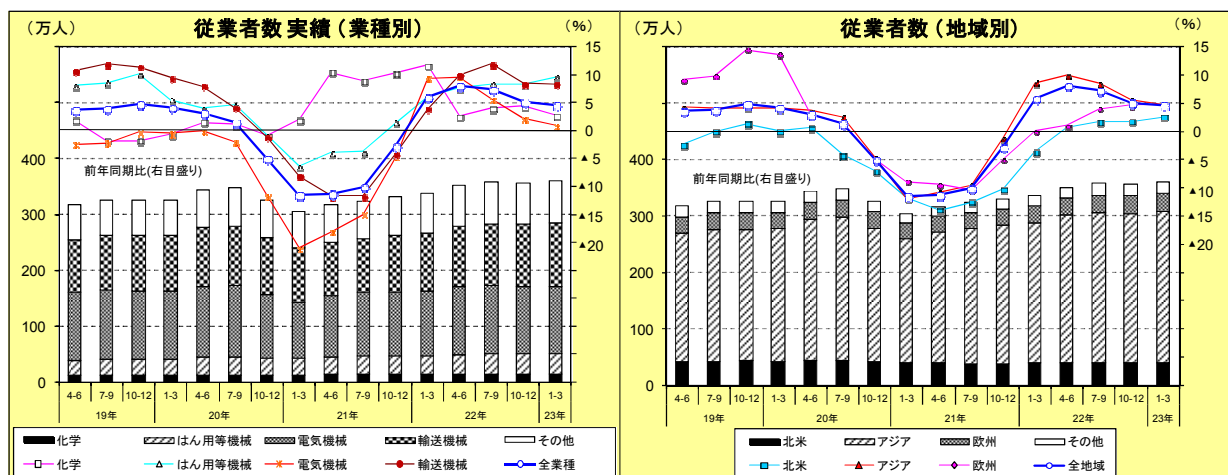 (万人)
従業者数 実績（業種別）
(%)
15
10
5
0
▲5
▲10
▲15
▲20
400
300
200
100
0
前年同期比(右目盛り)
4-6 7-9 10-12 1-3 4-6 7-9 10-12 1-3 4-6 7-9 10-12 1-3 4-6 7-9 10-12 1-3
19年 20年 21年 22年 23年
化学 はん用等機械 電気機械 輸送機械 その他
化学 はん用等機械 電気機械 輸送機械 全業種
(万人)
従業者数（地域別）
(%)
15
10
5
0
▲5
▲10
▲15
▲20
400
300
200
100
0
前年同期比(右目盛り)
4-6 7-9 10-12 1-3 4-6 7-9 10-12 1-3 4-6 7-9 10-12 1-3 4-6 7-9 10-12 1-3
19年 20年 21年 22年 23年
北米 アジア 欧州 その他
北米 アジア 欧州 全地域